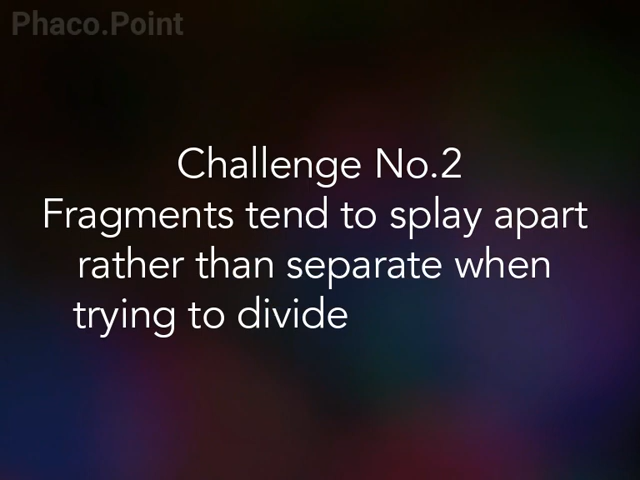 Phaco.Point
Challenge No.2
Fragments tend to splay apart
rather than separate when
trying to divide